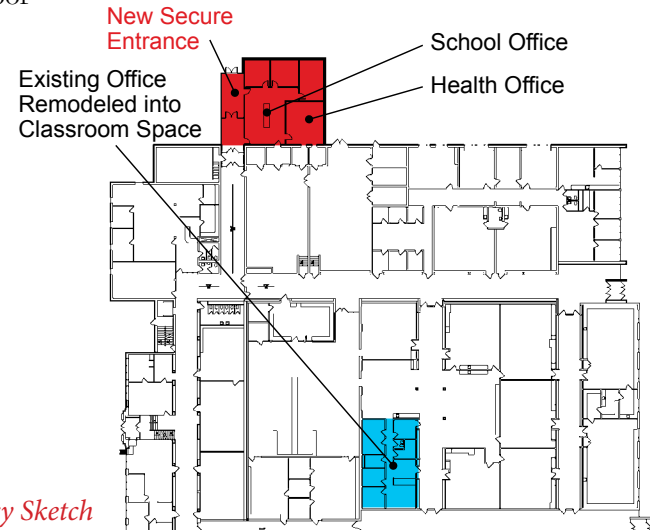 New Secure
Entrance
School Office
Health Office
Existing Office
Remodeled into
Classroom Space
Sketch